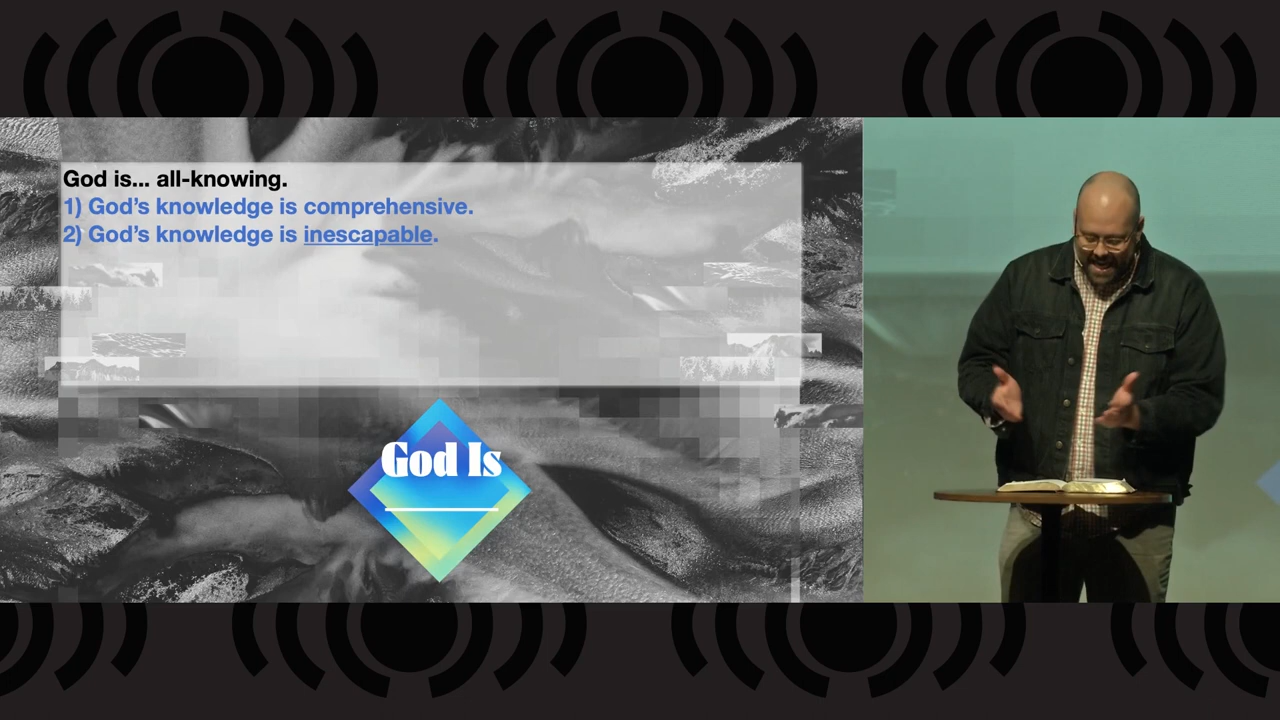 God is... all-knowing.
1) God’s knowledge is comprehensive.
2) God’s knowledge is inescapable.
God Is